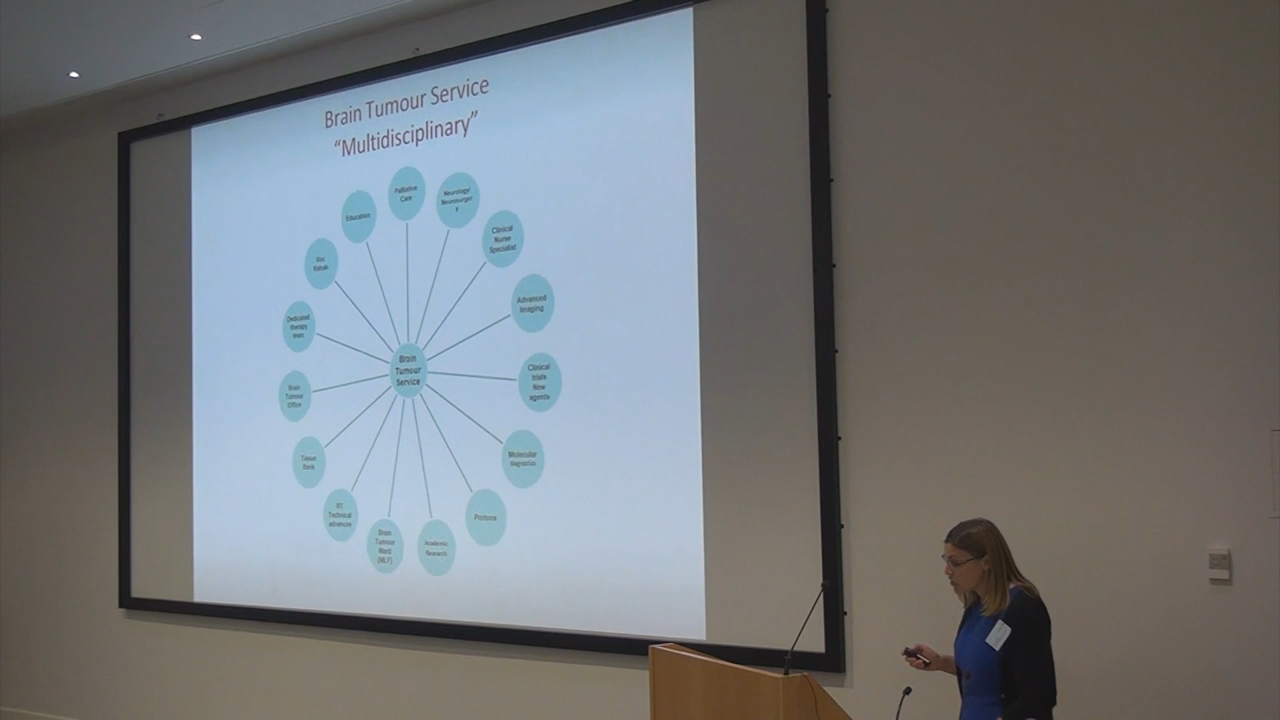 Brain Tumour Service
“Multidisciplinary”
Palliative
Care
Neurology/
Neurosurger
y
Clinical
Nurse
Specialist
Advanced
Imaging
Clinical
trials
New
agents
Molecular
diagnostics
Protons
Academic
Research
Brain
Tumour
Ward
(MLF)
RT
Technical
advances
Tissue
Bank
Brain
Tumour
Office
Dedicated
therapy
team
Rehab
Education
Brain
Tumour
Service